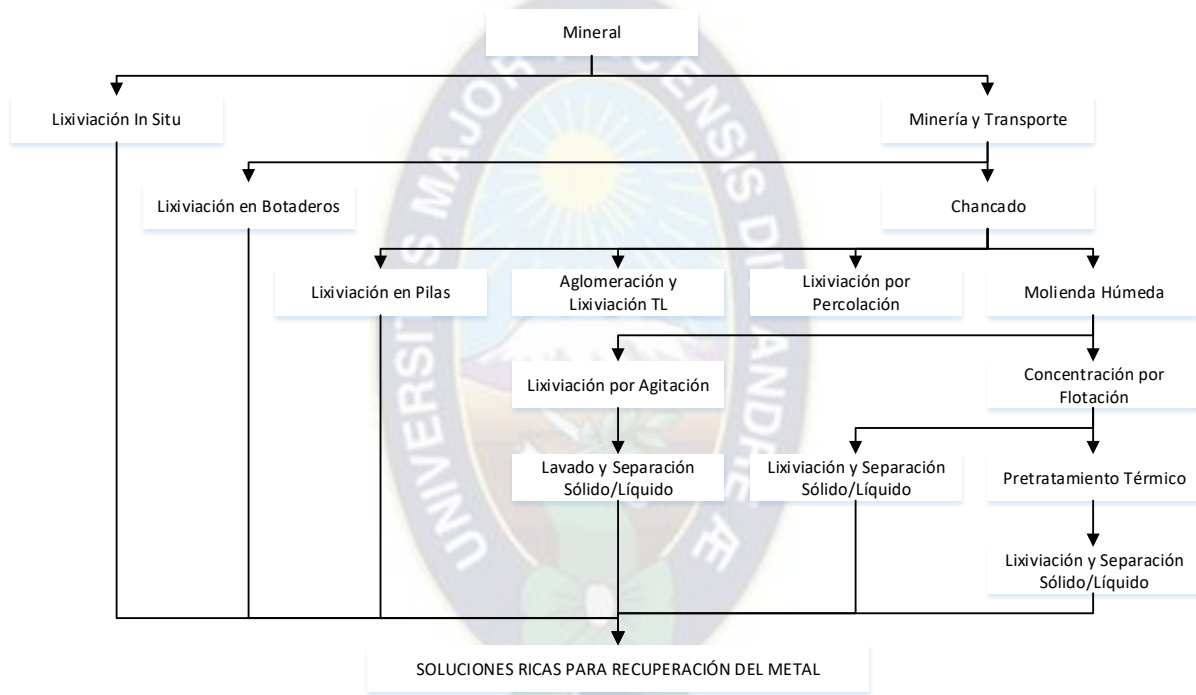 Mineral
Lixiviación In Situ
Minería y Transporte
Lixiviación en Botaderos
Chancado
Lixiviación en Pilas
Aglomeración y
Lixiviación TL
Lixiviación por
Percolación
Molienda Húmeda
Lixiviación por Agitación
Concentración por
Flotación
Lavado y Separación
Sólido/Líquido
Lixiviación y Separación
Sólido/Líquido
Pretratamiento Térmico
Lixiviación y Separación
Sólido/Líquido
SOLUCIONES RICAS PARA RECUPERACIÓN DEL METAL
UNIVERSITAS MAJOR